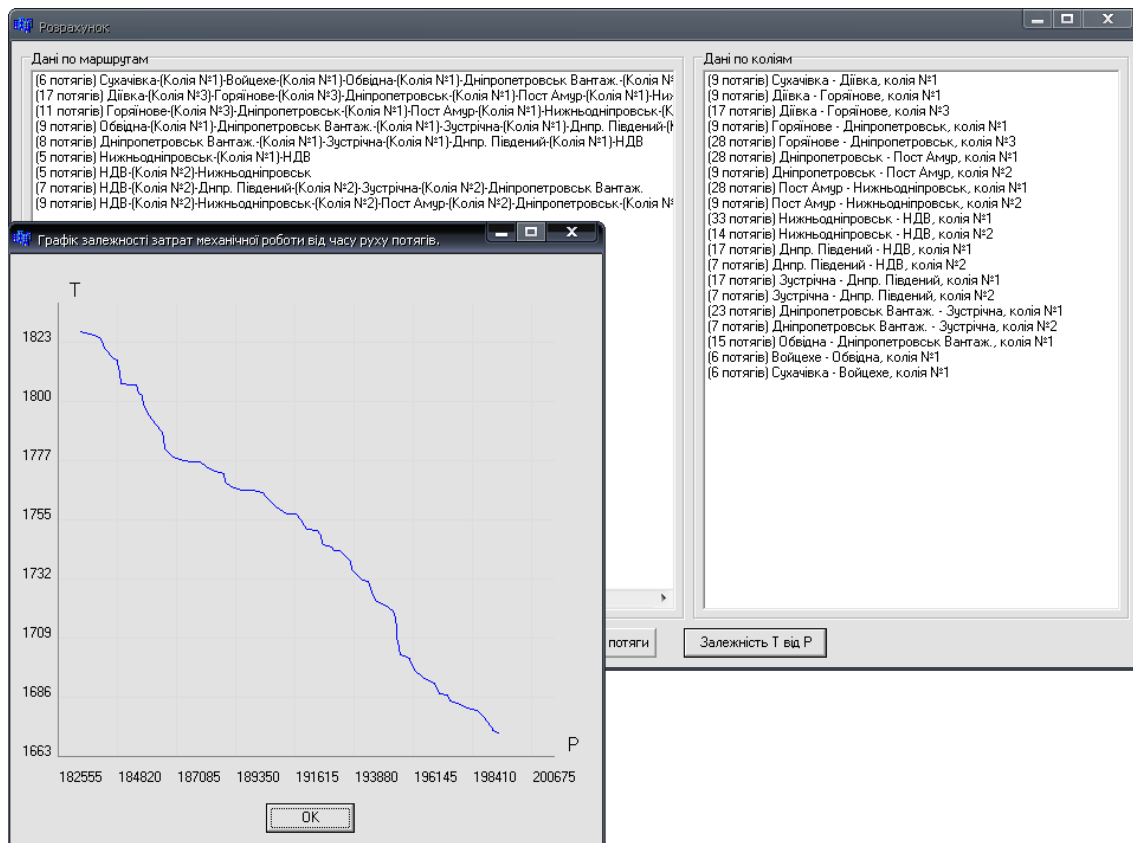 Розрахунок
Дані по маршрутам
(6 потягів) Сухачівка-(Колія №1)-Войцехе-(Колія №1)-Обвідна-(Колія №1)-Дніпропетровськ Вантаж.-(Колія №
(17 потягів) Діївка-(Колія №3)-Горяїнове-(Колія №3)-Дніпропетровськ-(Колія №1)-Пост Амур-(Колія №1)-Ниж
(11 потягів) Горяїнове-(Колія №3)-Дніпропетровськ-(Колія №1)-Пост Амур-(Колія №1)-Нижньодніпровськ-(К
(9 потягів) Обвідна-(Колія №1)-Дніпропетровськ Вантаж.-(Колія №1)-Зустрічна-(Колія №1)-Днпр. Південий-(
(8 потягів) Дніпропетровськ Вантаж.-(Колія №1)-Зустрічна-(Колія №1)-Днпр. Південий-(Колія №1)-НДВ
(5 потягів) Нижньодніпровськ-(Колія №1)-НДВ
(5 потягів) НДВ-(Колія №2)-Нижньодніпровськ
(7 потягів) НДВ-(Колія №2)-Днпр. Південий-(Колія №2)-Зустрічна-(Колія №2)-Дніпропетровськ Вантаж.
(9 потягів) НДВ-(Колія №2)-Нижньодніпровськ-(Колія №2)-Пост Амур-(Колія №2)-Дніпропетровськ-(Колія №
Дані по коліям
(9 потягів) Сухачівка - Діївка, колія №1
(9 потягів) Діївка - Горяїнове, колія №1
(17 потягів) Діївка - Горяїнове, колія №3
(9 потягів) Горяїнове - Дніпропетровськ, колія №1
(28 потягів) Горяїнове - Дніпропетровськ, колія №3
(28 потягів) Дніпропетровськ - Пост Амур, колія №1
(9 потягів) Дніпропетровськ - Пост Амур, колія №2
(28 потягів) Пост Амур - Нижньодніпровськ, колія №1
(9 потягів) Пост Амур - Нижньодніпровськ, колія №2
(33 потягів) Нижньодніпровськ - НДВ, колія №1
(14 потягів) Нижньодніпровськ - НДВ, колія №2
(17 потягів) Днпр. Південий - НДВ, колія №1
(7 потягів) Днпр. Південий - НДВ, колія №2
(17 потягів) Зустрічна - Днпр. Південий, колія №1
(7 потягів) Зустрічна - Днпр. Південий, колія №2
(23 потягів) Дніпропетровськ Вантаж. - Зустрічна, колія №1
(7 потягів) Дніпропетровськ Вантаж. - Зустрічна, колія №2
(15 потягів) Обвідна - Дніпропетровськ Вантаж., колія №1
(6 потягів) Войцехе - Обвідна, колія №1
(6 потягів) Сухачівка - Войцехе, колія №1
потяги
Залежність Т від Р
Графік залежності затрат механічної роботи від часу руху потягів.
T
1823
1800
1777
1755
1732
1709
1686
1663
P
182555 184820 187085 189350 191615 193880 196145 198410 200675
OK